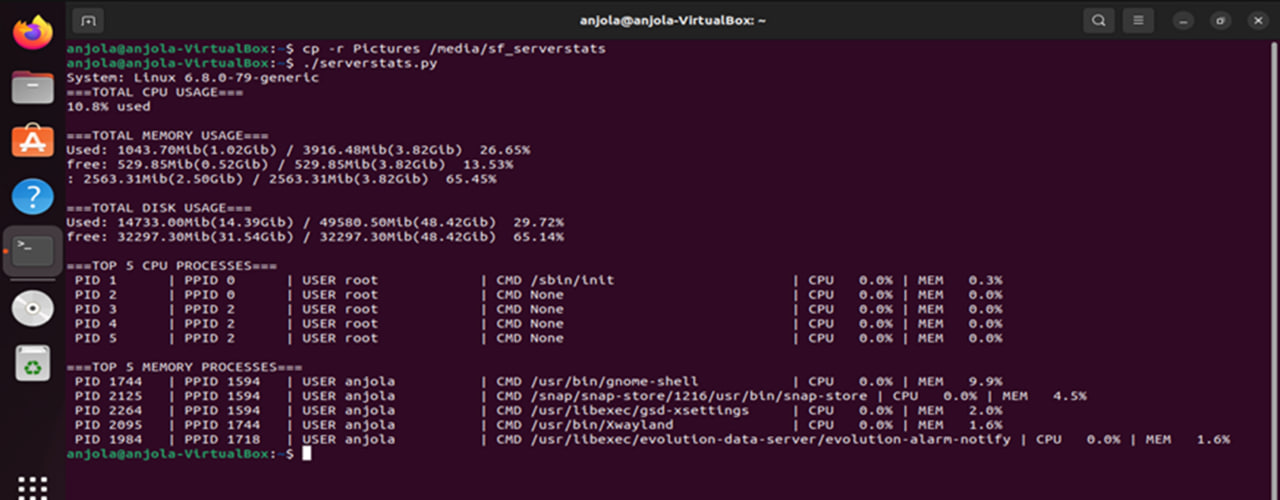 anjola@anjola-VirtualBox: ~
anjola@anjola-VirtualBox:~$ cp -r Pictures /media/sf_serverstats
anjola@anjola-VirtualBox:~$ ./serverstats.py
System: Linux 6.8.0-79-generic
===TOTAL CPU USAGE===
10.8% used
===TOTAL MEMORY USAGE===
Used: 1043.70Mib(1.02Gib) / 3916.48Mib(3.82Gib)  26.65%
free: 529.85Mib(0.52Gib) / 529.85Mib(3.82Gib)  13.53%
: 2563.31Mib(2.50Gib) / 2563.31Mib(3.82Gib)  65.45%
===TOTAL DISK USAGE===
Used: 14733.00Mib(14.39Gib) / 49580.50Mib(48.42Gib)  29.72%
free: 32297.30Mib(31.54Gib) / 32297.30Mib(48.42Gib)  65.14%
===TOP 5 CPU PROCESSES===
PID 1 | PPID 0 | USER root | CMD /sbin/init | CPU 0.0% | MEM 0.3%
PID 2 | PPID 0 | USER root | CMD None | CPU 0.0% | MEM 0.0%
PID 3 | PPID 2 | USER root | CMD None | CPU 0.0% | MEM 0.0%
PID 4 | PPID 2 | USER root | CMD None | CPU 0.0% | MEM 0.0%
PID 5 | PPID 2 | USER root | CMD None | CPU 0.0% | MEM 0.0%
===TOP 5 MEMORY PROCESSES===
PID 1744 | PPID 1594 | USER anjola | CMD /usr/bin/gnome-shell | CPU 0.0% | MEM 9.9%
PID 2125 | PPID 1594 | USER anjola | CMD /snap/snap-store/1216/usr/bin/snap-store | CPU 0.0% | MEM 4.5%
PID 2264 | PPID 1594 | USER anjola | CMD /usr/libexec/gsd-xsettings | CPU 0.0% | MEM 2.0%
PID 2095 | PPID 1744 | USER anjola | CMD /usr/bin/Xwayland | CPU 0.0% | MEM 1.6%
PID 1984 | PPID 1718 | USER anjola | CMD /usr/libexec/evolution-data-server/evolution-alarm-notify | CPU 0.0% | MEM 1.6%
anjola@anjola-VirtualBox:~$